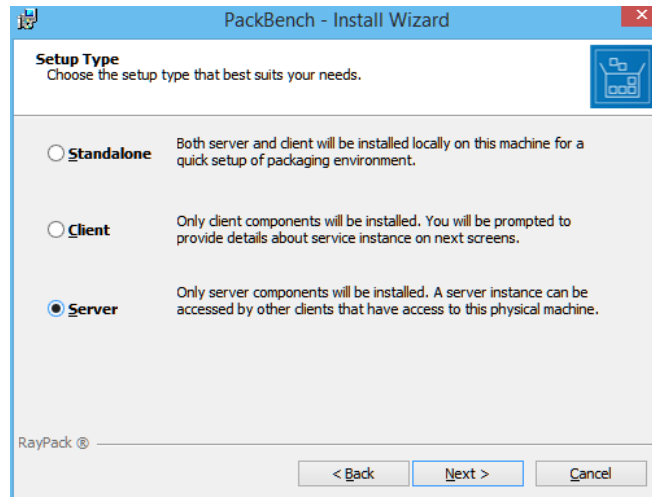 PackBench - Install Wizard
Setup Type
Choose the setup type that best suits your needs.
Standalone
Both server and client will be installed locally on this machine for a
quick setup of packaging environment.
Client
Only client components will be installed. You will be prompted to
provide details about service instance on next screens.
Server
Only server components will be installed. A server instance can be
accessed by other clients that have access to this physical machine.
RayPack ®
< Back
Next >
Cancel